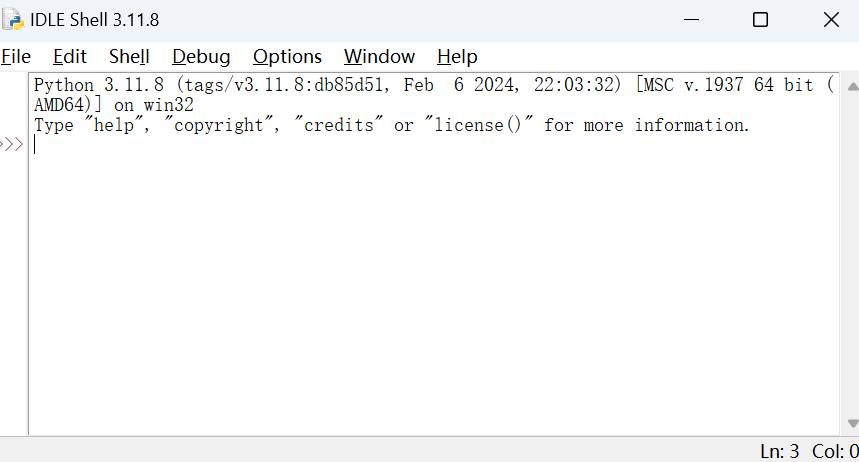 IDLE Shell 3.11.8
File Edit Shell Debug Options Window Help
Python 3.11.8 (tags/v3.11.8:db85d51, Feb  6 2024, 22:03:32) [MSC v.1937 64 bit (
AMD64)] on win32
Type "help", "copyright", "credits" or "license()" for more information.
>>>
Ln: 3 Col: 0